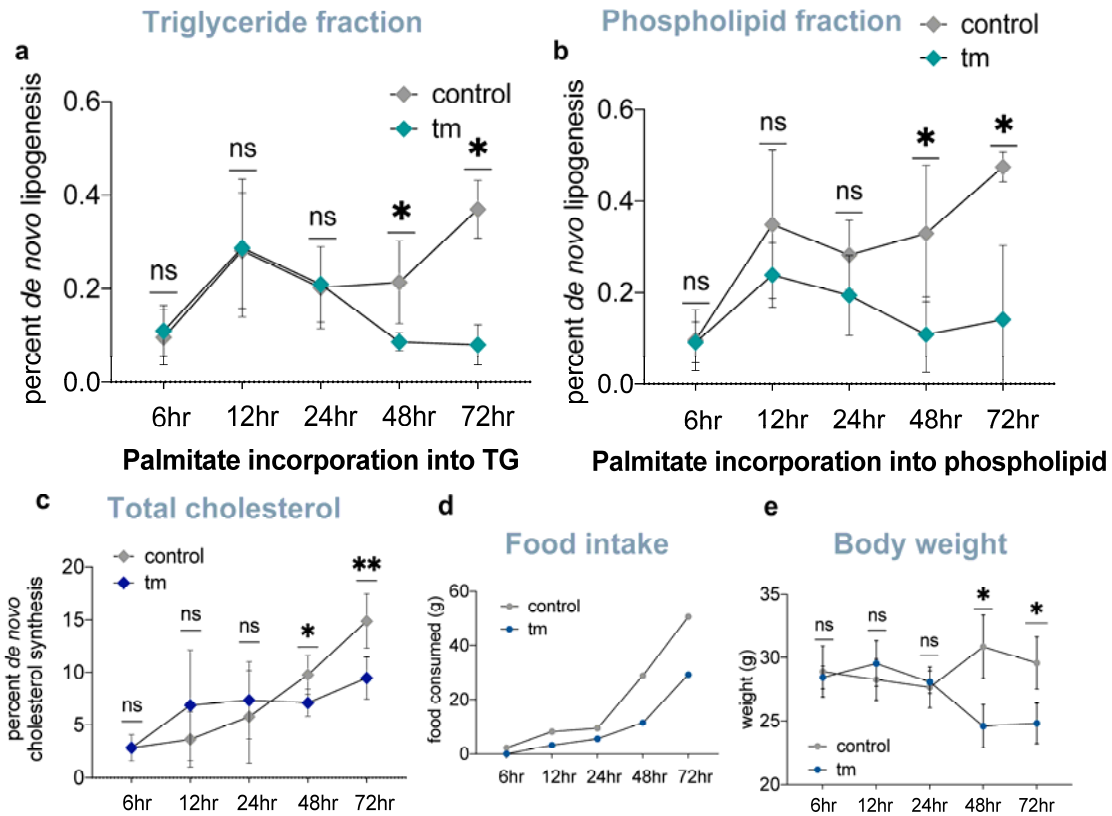 Triglyceride fraction
a
control
tm
percent de novo lipogenesis
0.6
0.4
0.2
0.0
ns
ns
ns
*
*
6hr 12hr 24hr 48hr 72hr
Palmitate incorporation into TG
Phospholipid fraction
b
control
tm
percent de novo lipogenesis
0.6
0.4
0.2
0.0
ns
ns
ns
*
*
6hr 12hr 24hr 48hr 72hr
Palmitate incorporation into phospholipid
c
Total cholesterol
control
tm
percent de novo
cholesterol synthesis
20
15
10
5
0
ns
ns
ns
*
**
6hr 12hr 24hr 48hr 72hr
d
Food intake
control
tm
food consumed (g)
60
40
20
0
6hr 12hr 24hr 48hr 72hr
e
Body weight
weight (g)
35
30
25
20
ns
ns
ns
*
*
control
tm
6hr 12hr 24hr 48hr 72hr